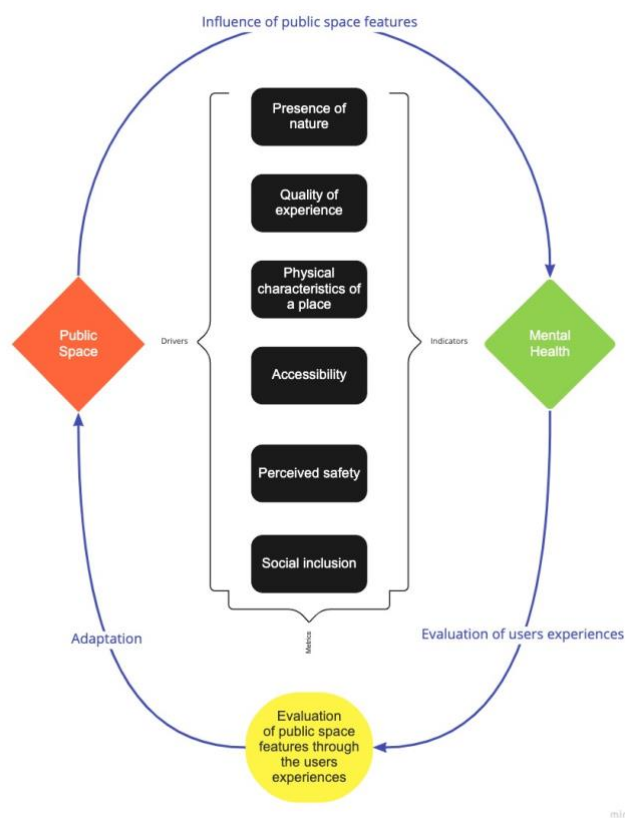 Influence of public space features
Presence of
nature
Quality of
experience
Physical
characteristics of
a place
Public
Space
Drivers
Indicators
Mental
Health
Accessibility
Perceived safety
Social inclusion
Metrics
Adaptation
Evaluation of users experiences
Evaluation
of public space
features through
the users
experiences